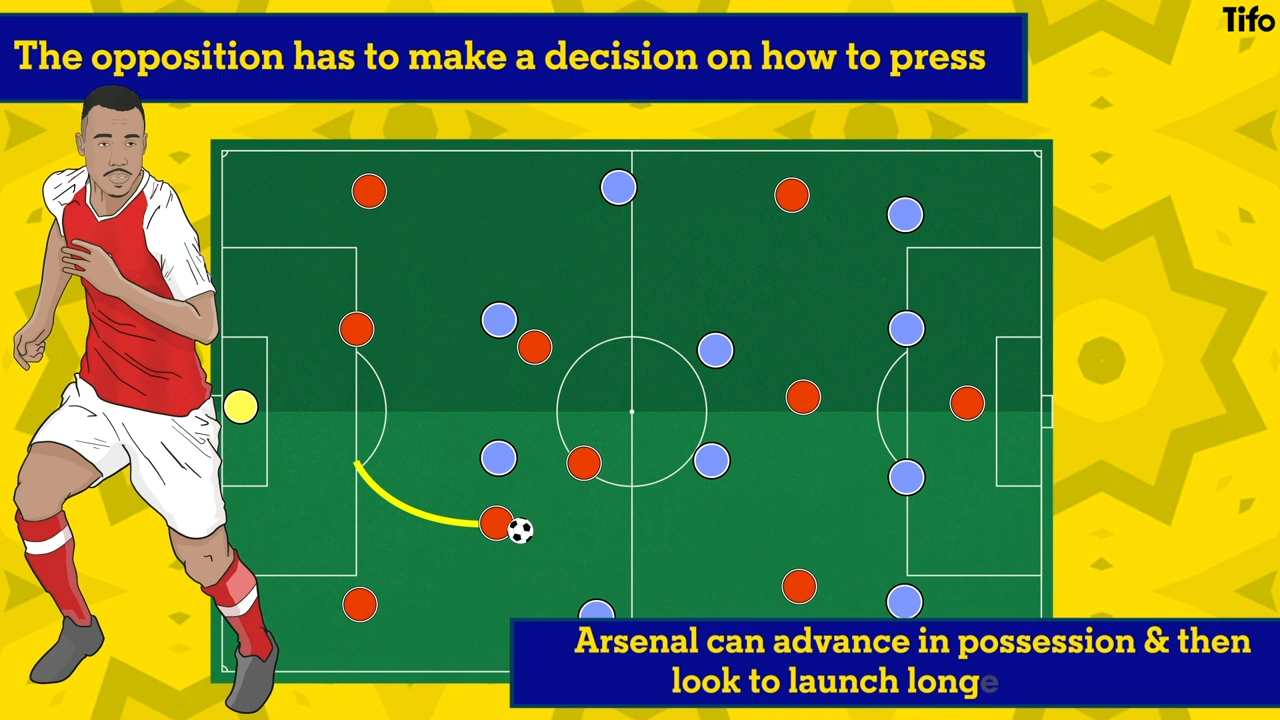 Tifo
The opposition has to make a decision on how to press
Arsenal can advance in possession & then
look to launch longe